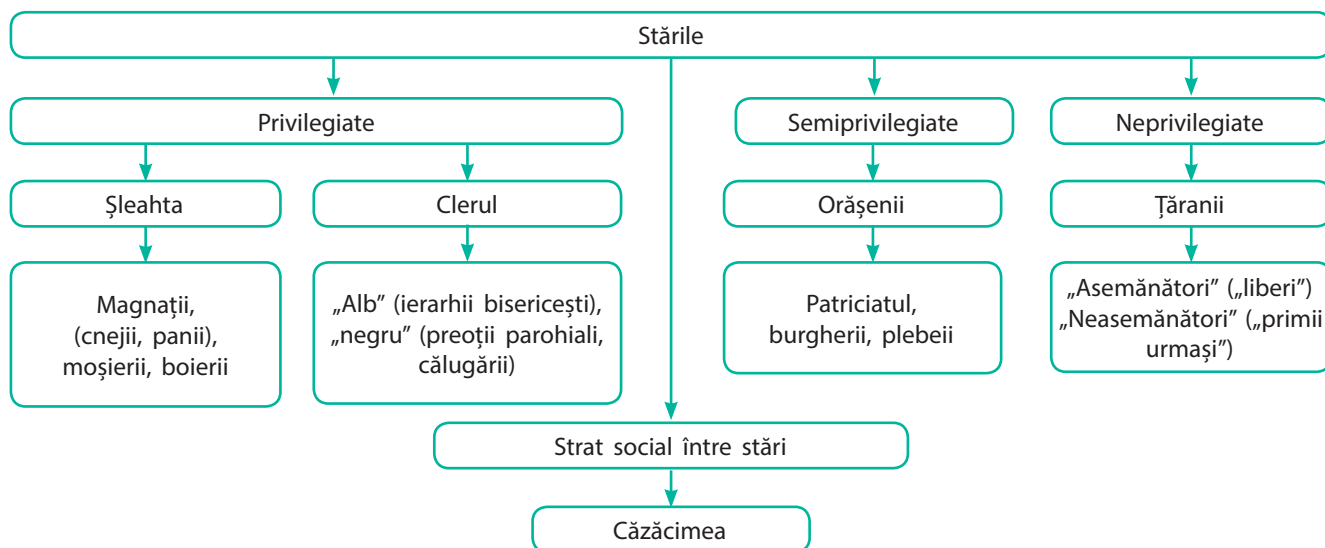 Stările
Privilegiate
Semiprivilegiate
Neprivilegiate
Șleahta
Clerul
Orășenii
Țăranii
Magnații,
(cnejii, panii),
moșierii, boierii
„Alb” (ierarhii bisericești),
„negru” (preoții parohiali,
călugării)
Patriciatul,
burgherii, plebeii
„Asemănători” („liberi”)
„Neasemănători” („primii
urmași”)
Strat social între stări
Căzăcimea